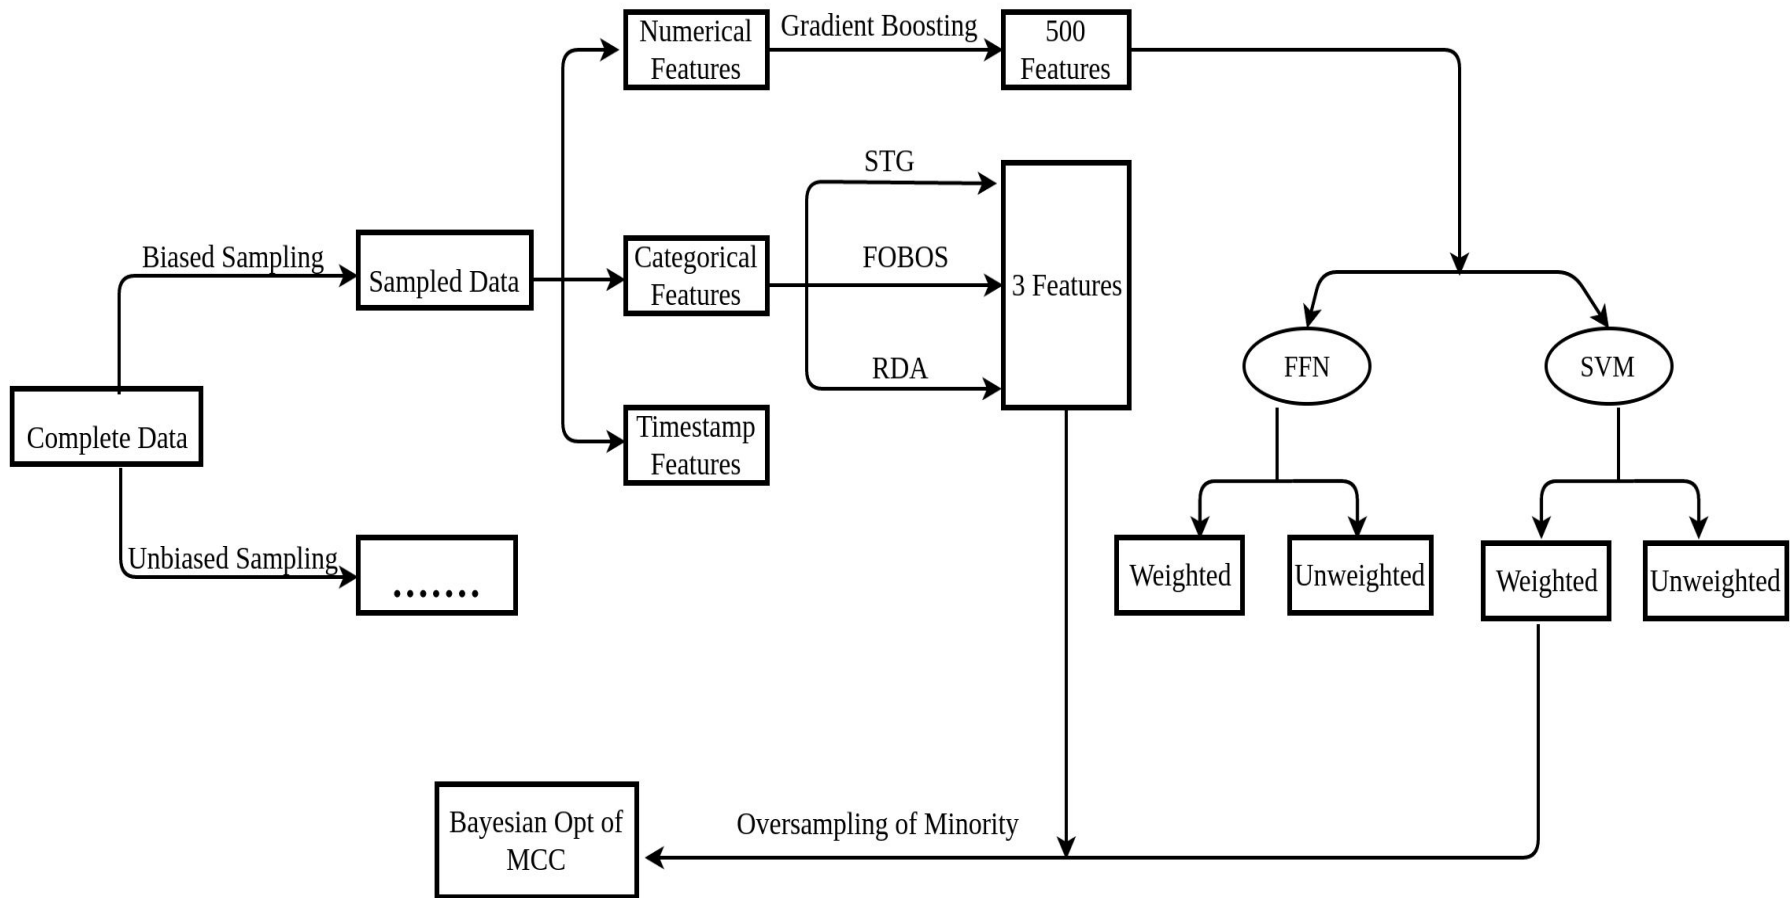 Numerical
Features
Gradient Boosting
500
Features
STG
Biased Sampling
Sampled Data
Categorical
Features
FOBOS
3 Features
RDA
FFN
SVM
Complete Data
Timestamp
Features
Unbiased Sampling
.......
Weighted
Unweighted
Weighted
Unweighted
Bayesian Opt of
MCC
Oversampling of Minority